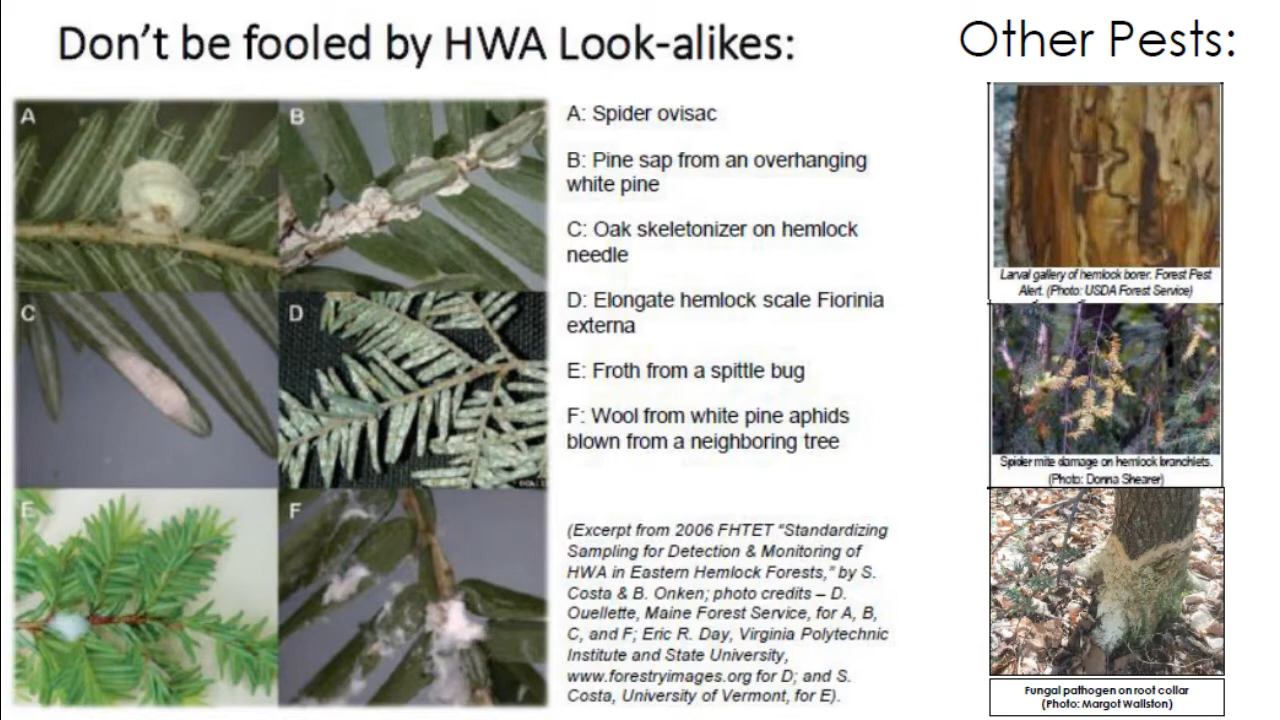 Don't be fooled by HWA Look-alikes:
Other Pests:
A
B
C
D
E
F
A: Spider ovisac
B: Pine sap from an overhanging
white pine
C: Oak skeletonizer on hemlock
needle
D: Elongate hemlock scale Fiorinia
externa
E: Froth from a spittle bug
F: Wool from white pine aphids
blown from a neighboring tree
(Excerpt from 2006 FHTET "Standardizing
Sampling for Detection & Monitoring of
HWA in Eastern Hemlock Forests," by S.
Costa & B. Onken; photo credits – D.
Ouellette, Maine Forest Service, for A, B,
C, and F; Eric R. Day, Virginia Polytechnic
Institute and State University,
www.forestryimages.org for D; and S.
Costa, University of Vermont, for E).
Larval gallery of hemlock borer. Forest Pest
Alert. (Photo: USDA Forest Service)
Spider mite damage on hemlock branchlets.
(Photo: Donna Shearer)
Fungal pathogen on root collar
(Photo: Margot Wallston)